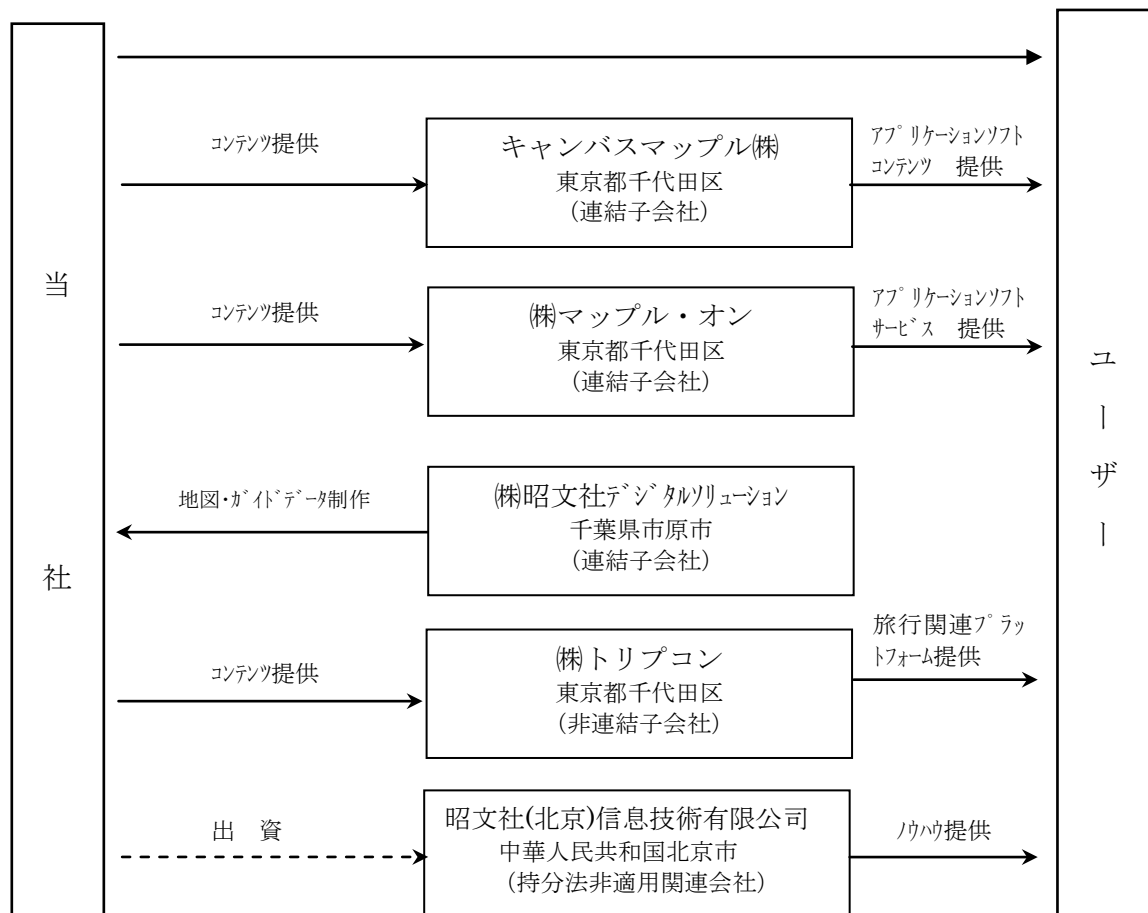 当
社
コンテンツ提供
キャンバスマップル㈱
東京都千代田区
(連結子会社)
アプリケーションソフト
コンテンツ 提供
コンテンツ提供
㈱マップル・オン
東京都千代田区
(連結子会社)
アプリケーションソフト
サービス 提供
地図・ガイドデータ制作
㈱昭文社デジタルソリューション
千葉県市原市
(連結子会社)
コンテンツ提供
㈱トリプコン
東京都千代田区
(非連結子会社)
旅行関連プラッ
トフォーム提供
出 資
昭文社(北京)信息技術有限公司
中華人民共和国北京市
(持分法非適用関連会社)
ノウハウ提供
ユ
ー
ザ
ー